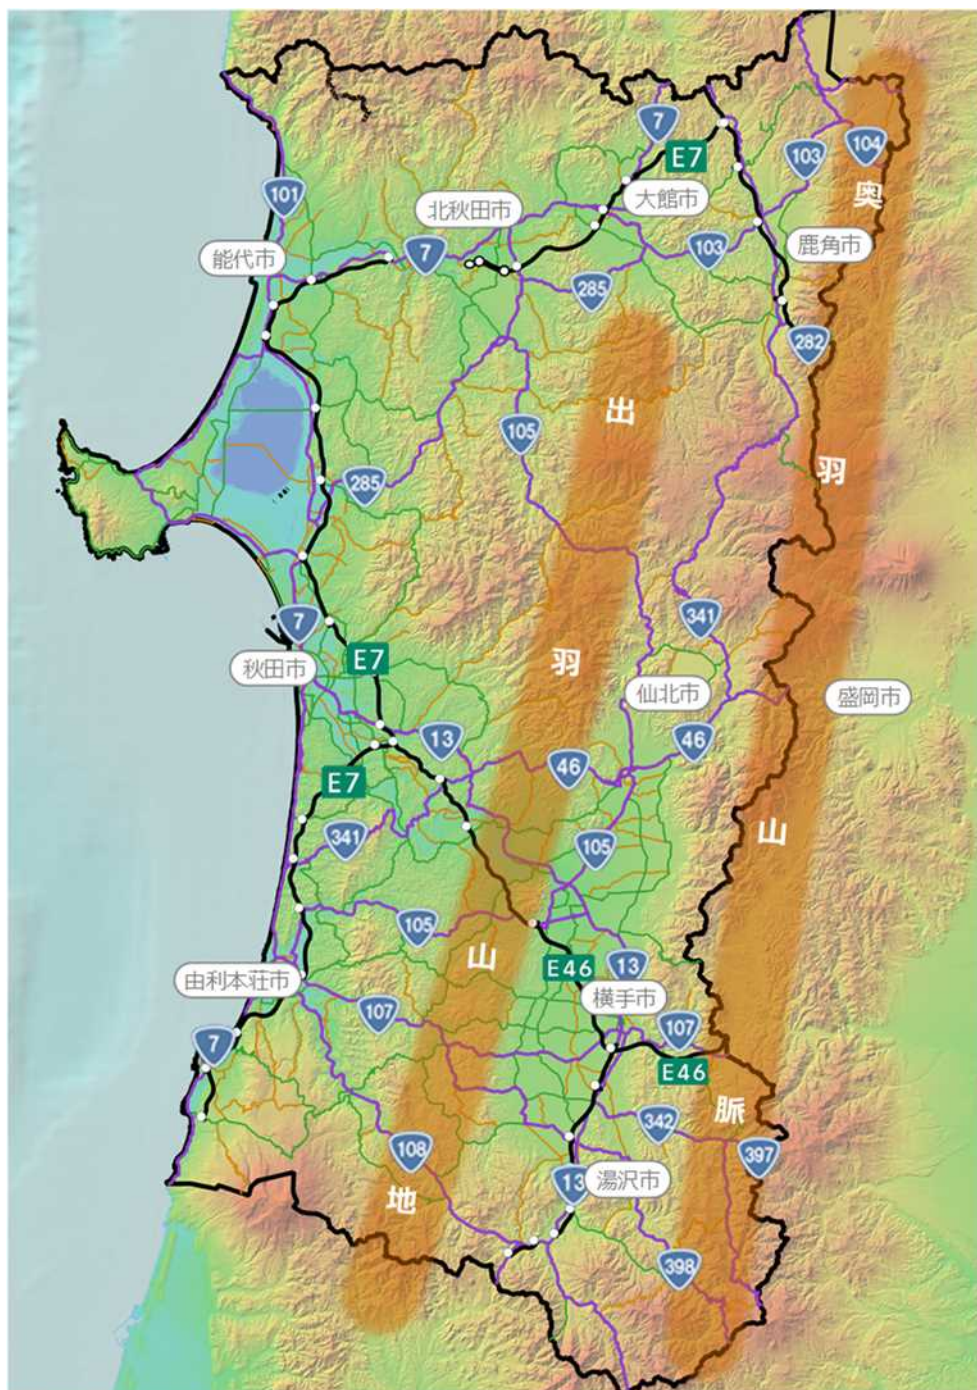 7
E7
104
103
奥
101
北秋田市
大館市
能代市
7
103
鹿角市
285
282
出
105
羽
285
7
341
秋田市
E7
羽
仙北市
盛岡市
13
46
46
E7
341
105
山
105
山
E46
13
由利本荘市
横手市
107
107
7
E46
脈
342
108
397
13
湯沢市
地
398